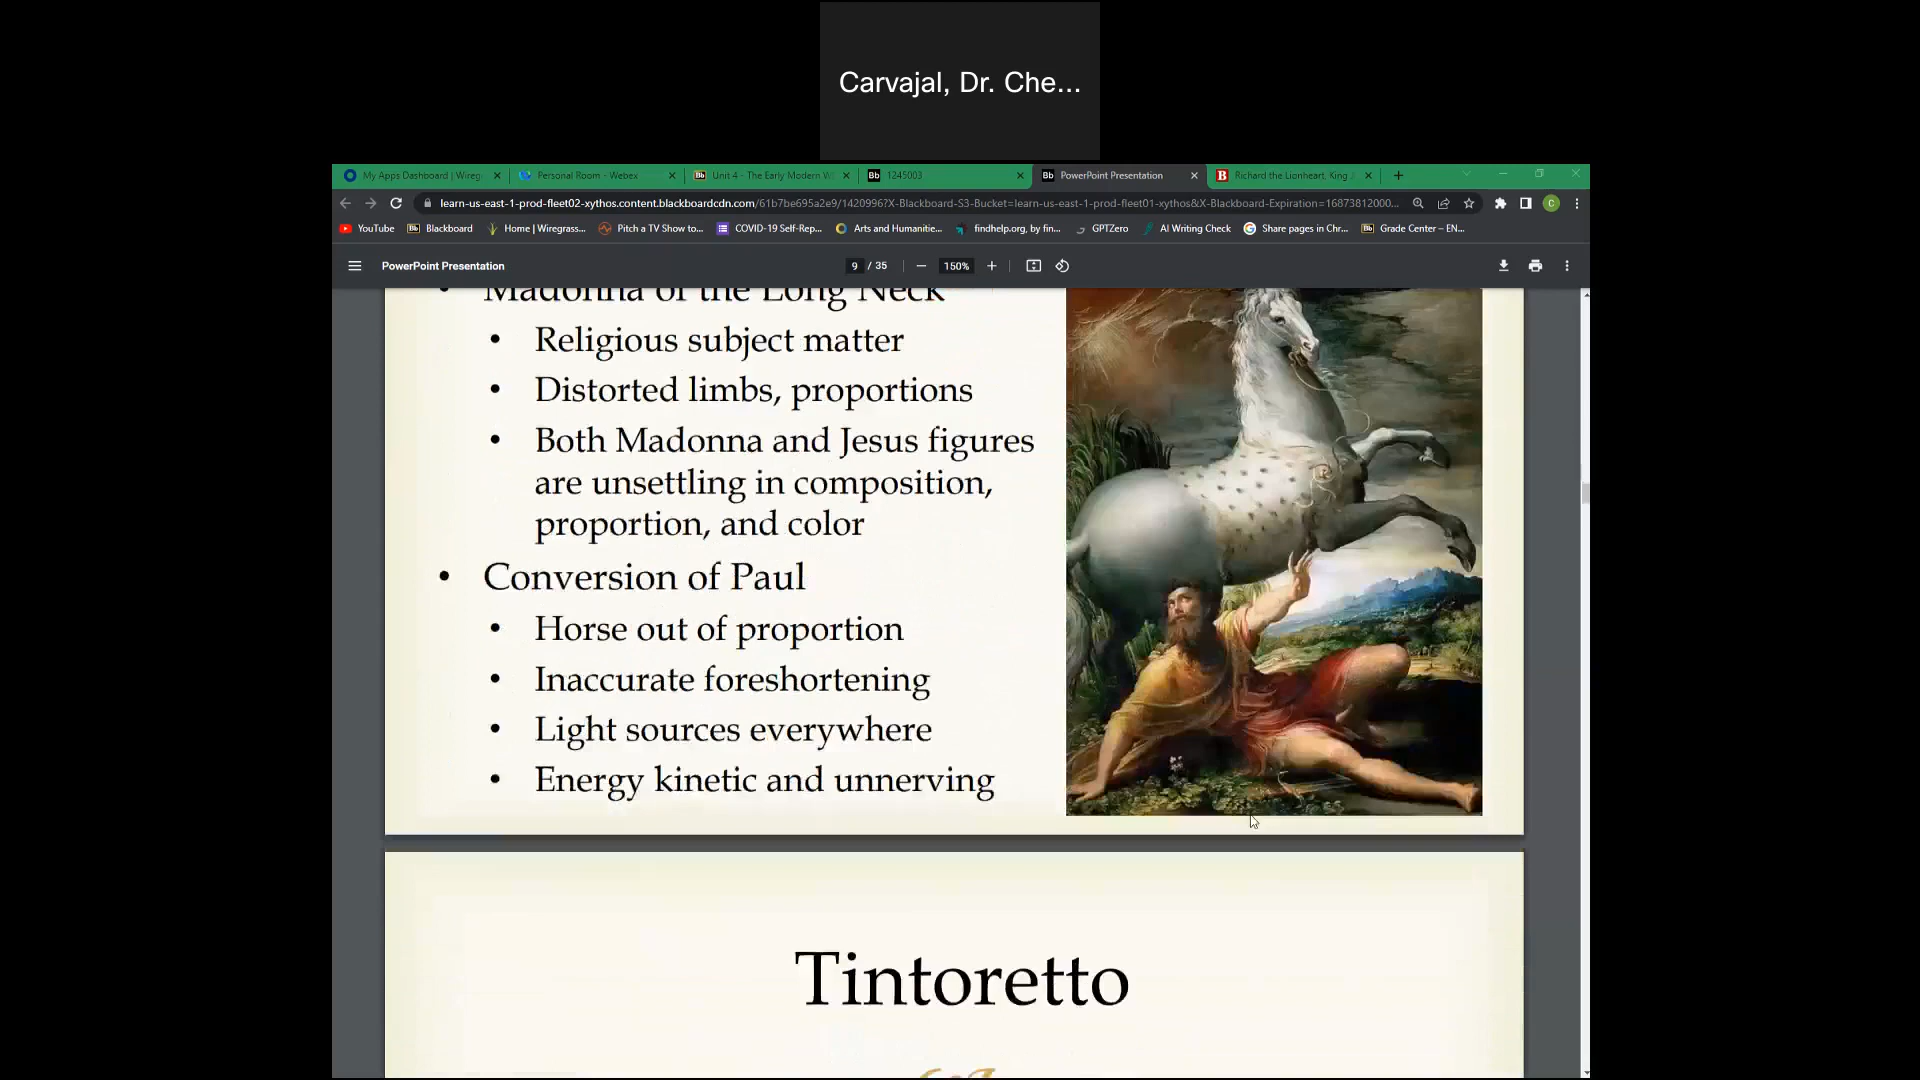 Carvajal, Dr. Che...
My Apps Dashboard | Wiregr
Personal Room - Webex
Unit 4 - The Early Modern W
Bb 1245003
Bb PowerPoint Presentation
B Richard the Lionheart, King
learn-us-east-1-prod-fleet02-xythos.content.blackboardcdn.com/61b7be695a2e9/1420996?X-Blackboard-S3-Bucket=learn-us-east-1-prod-fleet01-xythos&X-Blackboard-Expiration=16873812000...
C
YouTube
Bb Blackboard
Home | Wiregrass...
Pitch a TV Show to...
COVID-19 Self-Rep...
Arts and Humanitie...
findhelp.org, by fin...
GPTZero
AI Writing Check
Share pages in Chr...
Bb Grade Center – EN...
PowerPoint Presentation
9 / 35
150%
• Madonna of the Long Neck
• Religious subject matter
• Distorted limbs, proportions
• Both Madonna and Jesus figures
are unsettling in composition,
proportion, and color
• Conversion of Paul
• Horse out of proportion
• Inaccurate foreshortening
• Light sources everywhere
• Energy kinetic and unnerving
Tintoretto